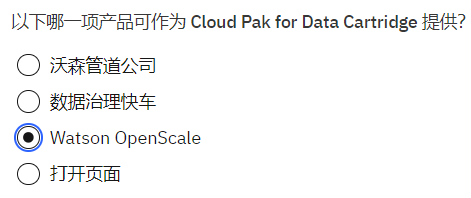 以下哪一项产品可作为 Cloud Pak for Data Cartridge 提供?
沃森管道公司
数据治理快车
Watson OpenScale
打开页面